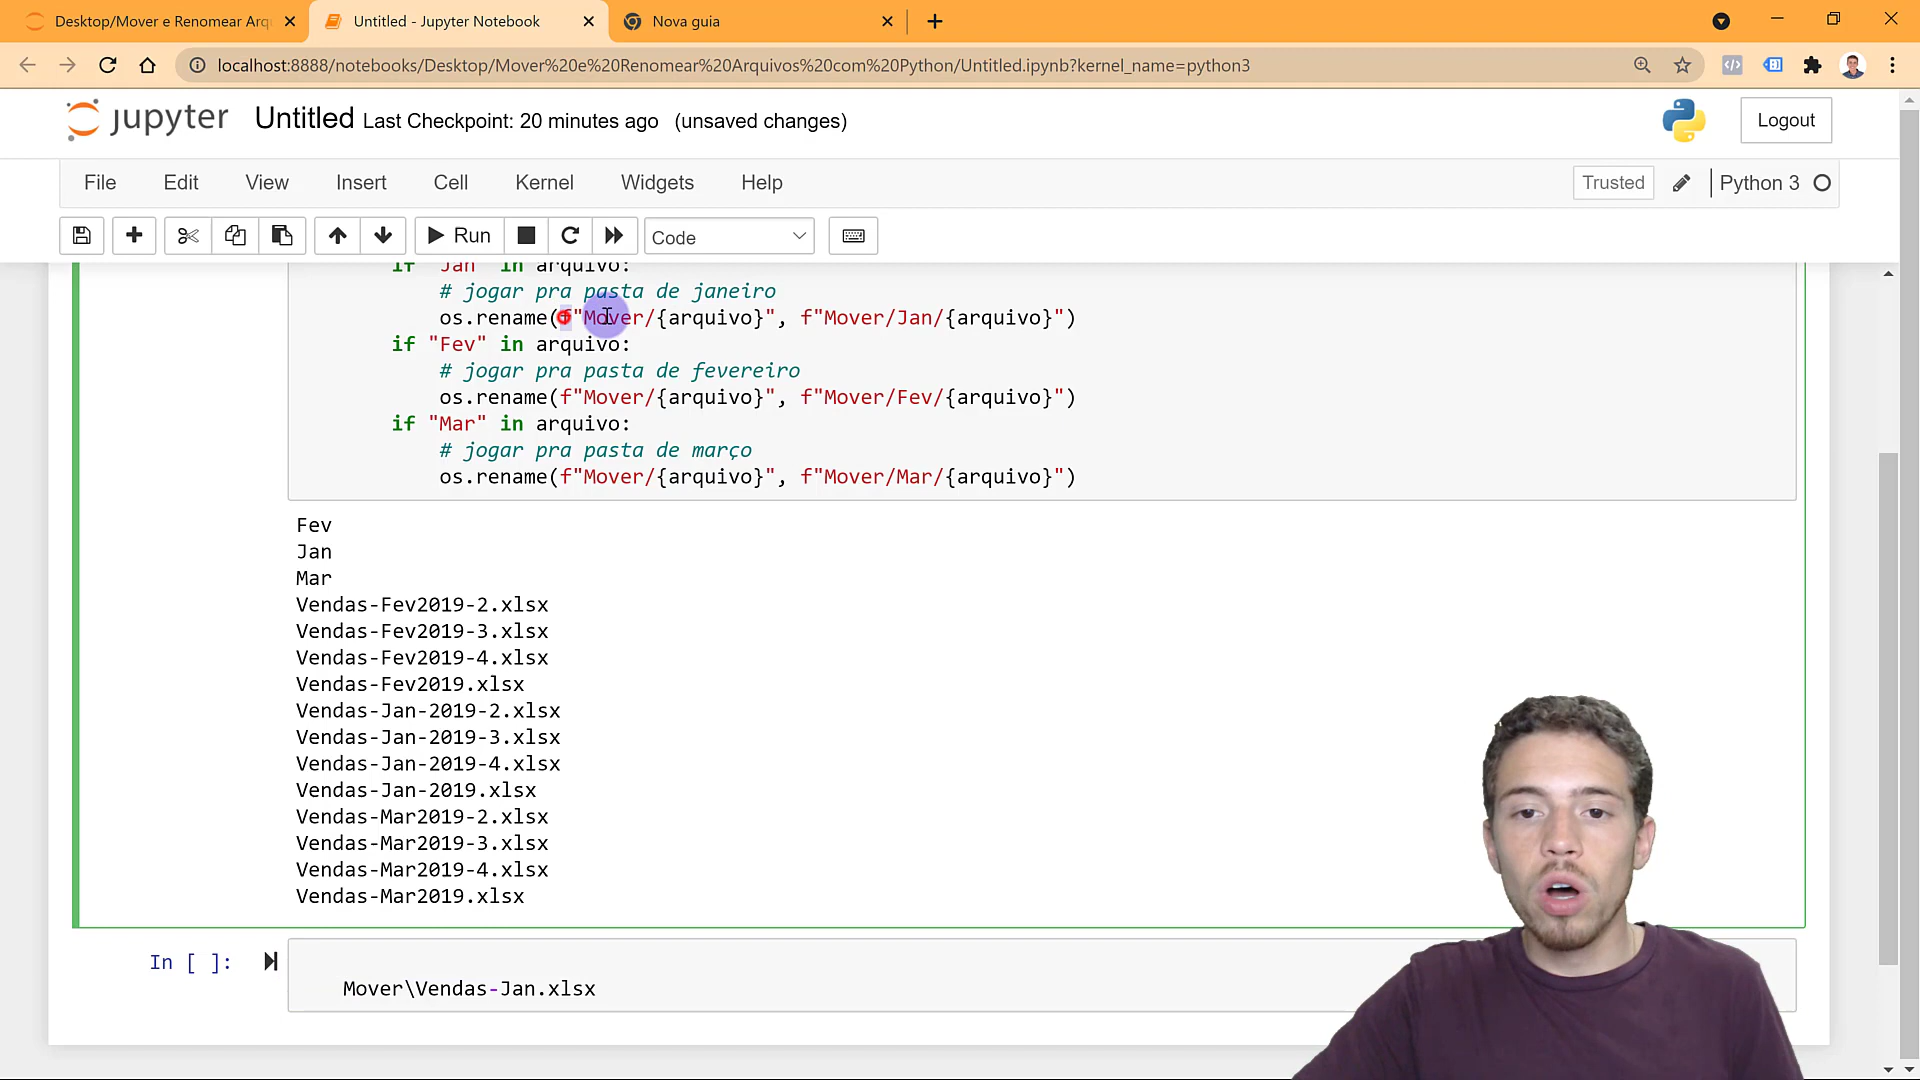 Desktop/Mover e Renomear Arq
Untitled - Jupyter Notebook
Nova guia
localhost:8888/notebooks/Desktop/Mover%20e%20Renomear%20Arquivos%20com%20Python/Untitled.ipynb?kernel_name=python3
jupyter Untitled Last Checkpoint: 20 minutes ago (unsaved changes)
Logout
File Edit View Insert Cell Kernel Widgets Help
Trusted
Python 3
Run
Code
if "Jan" in arquivo:
# jogar pra pasta de janeiro
os.rename(f"Mover/{arquivo}", f"Mover/Jan/{arquivo}")
if "Fev" in arquivo:
# jogar pra pasta de fevereiro
os.rename(f"Mover/{arquivo}", f"Mover/Fev/{arquivo}")
if "Mar" in arquivo:
# jogar pra pasta de março
os.rename(f"Mover/{arquivo}", f"Mover/Mar/{arquivo}")
Fev
Jan
Mar
Vendas-Fev2019-2.xlsx
Vendas-Fev2019-3.xlsx
Vendas-Fev2019-4.xlsx
Vendas-Fev2019.xlsx
Vendas-Jan-2019-2.xlsx
Vendas-Jan-2019-3.xlsx
Vendas-Jan-2019-4.xlsx
Vendas-Jan-2019.xlsx
Vendas-Mar2019-2.xlsx
Vendas-Mar2019-3.xlsx
Vendas-Mar2019-4.xlsx
Vendas-Mar2019.xlsx
In [ ]:
Mover\Vendas-Jan.xlsx